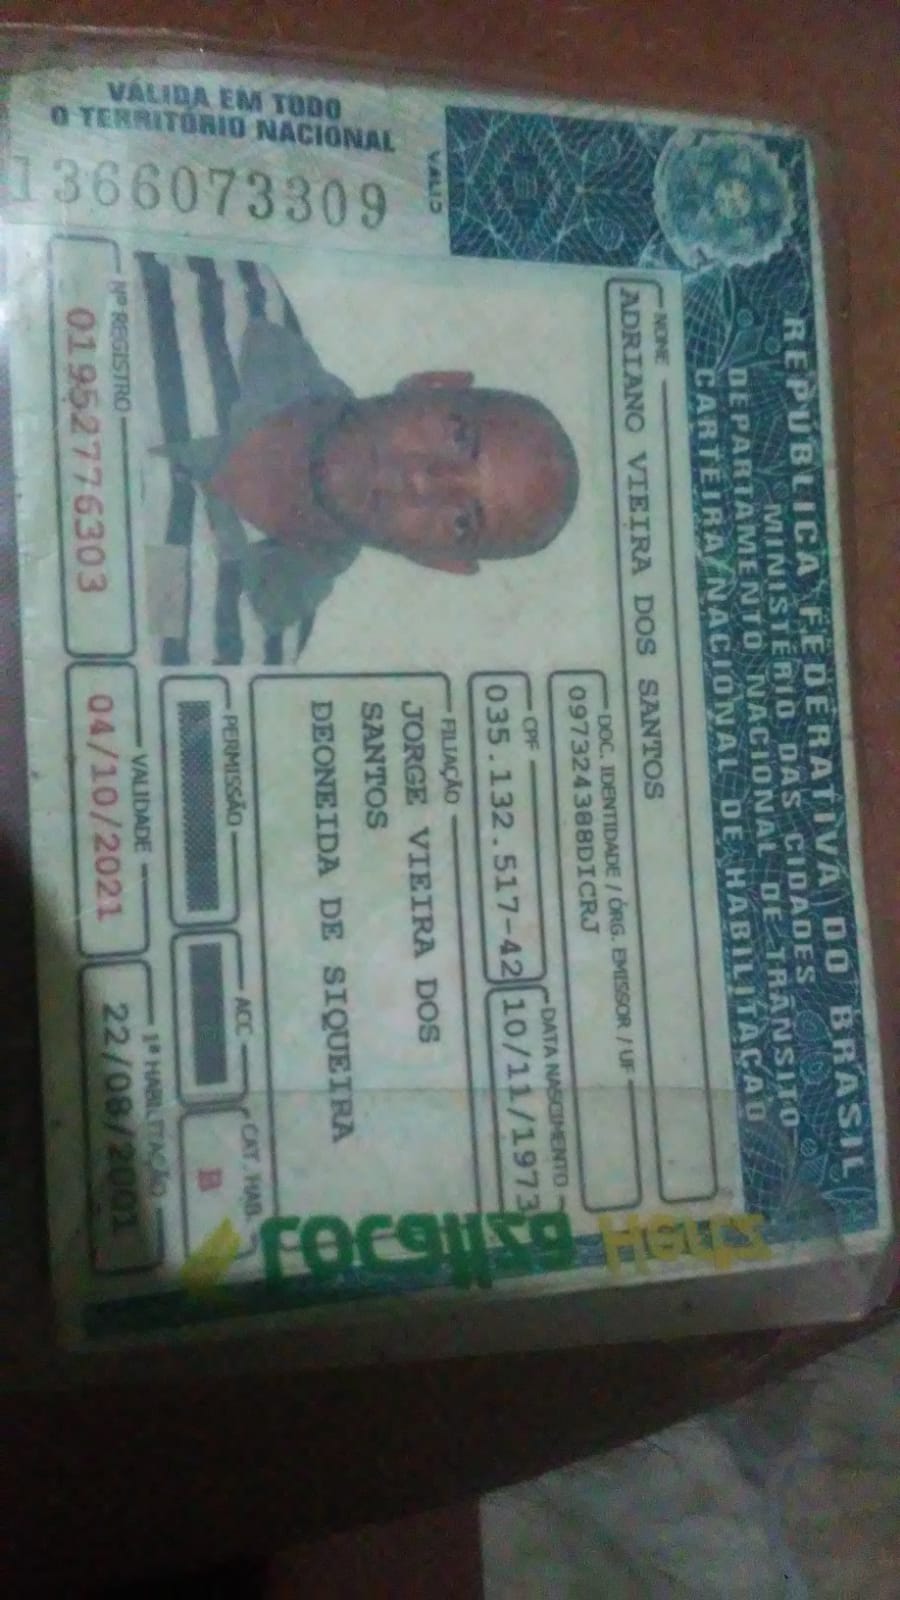 REPÚBLICA FEDERATIVA DO BRASIL
MINISTÉRIO DAS CIDADES
DEPARTAMENTO NACIONAL DE TRÂNSITO
CARTEIRA NACIONAL DE HABILITAÇÃO
VÁLIDA EM TODO
O TERRITÓRIO NACIONAL
1366073309
NOME
ADRIANO VIEIRA DOS SANTOS
DOC. IDENTIDADE / ÓRG. EMISSOR / UF
097324388DICRJ
CPF
035.132.517-42
DATA NASCIMENTO
10/11/1973
FILIAÇÃO
JORGE VIEIRA DOS
SANTOS
DEONEIDA DE SIQUEIRA
PERMISSÃO
ACC
CAT. HAB.
B
Nº REGISTRO
01952776303
VALIDADE
04/10/2021
1ª HABILITAÇÃO
22/08/2001
Localiza Hertz